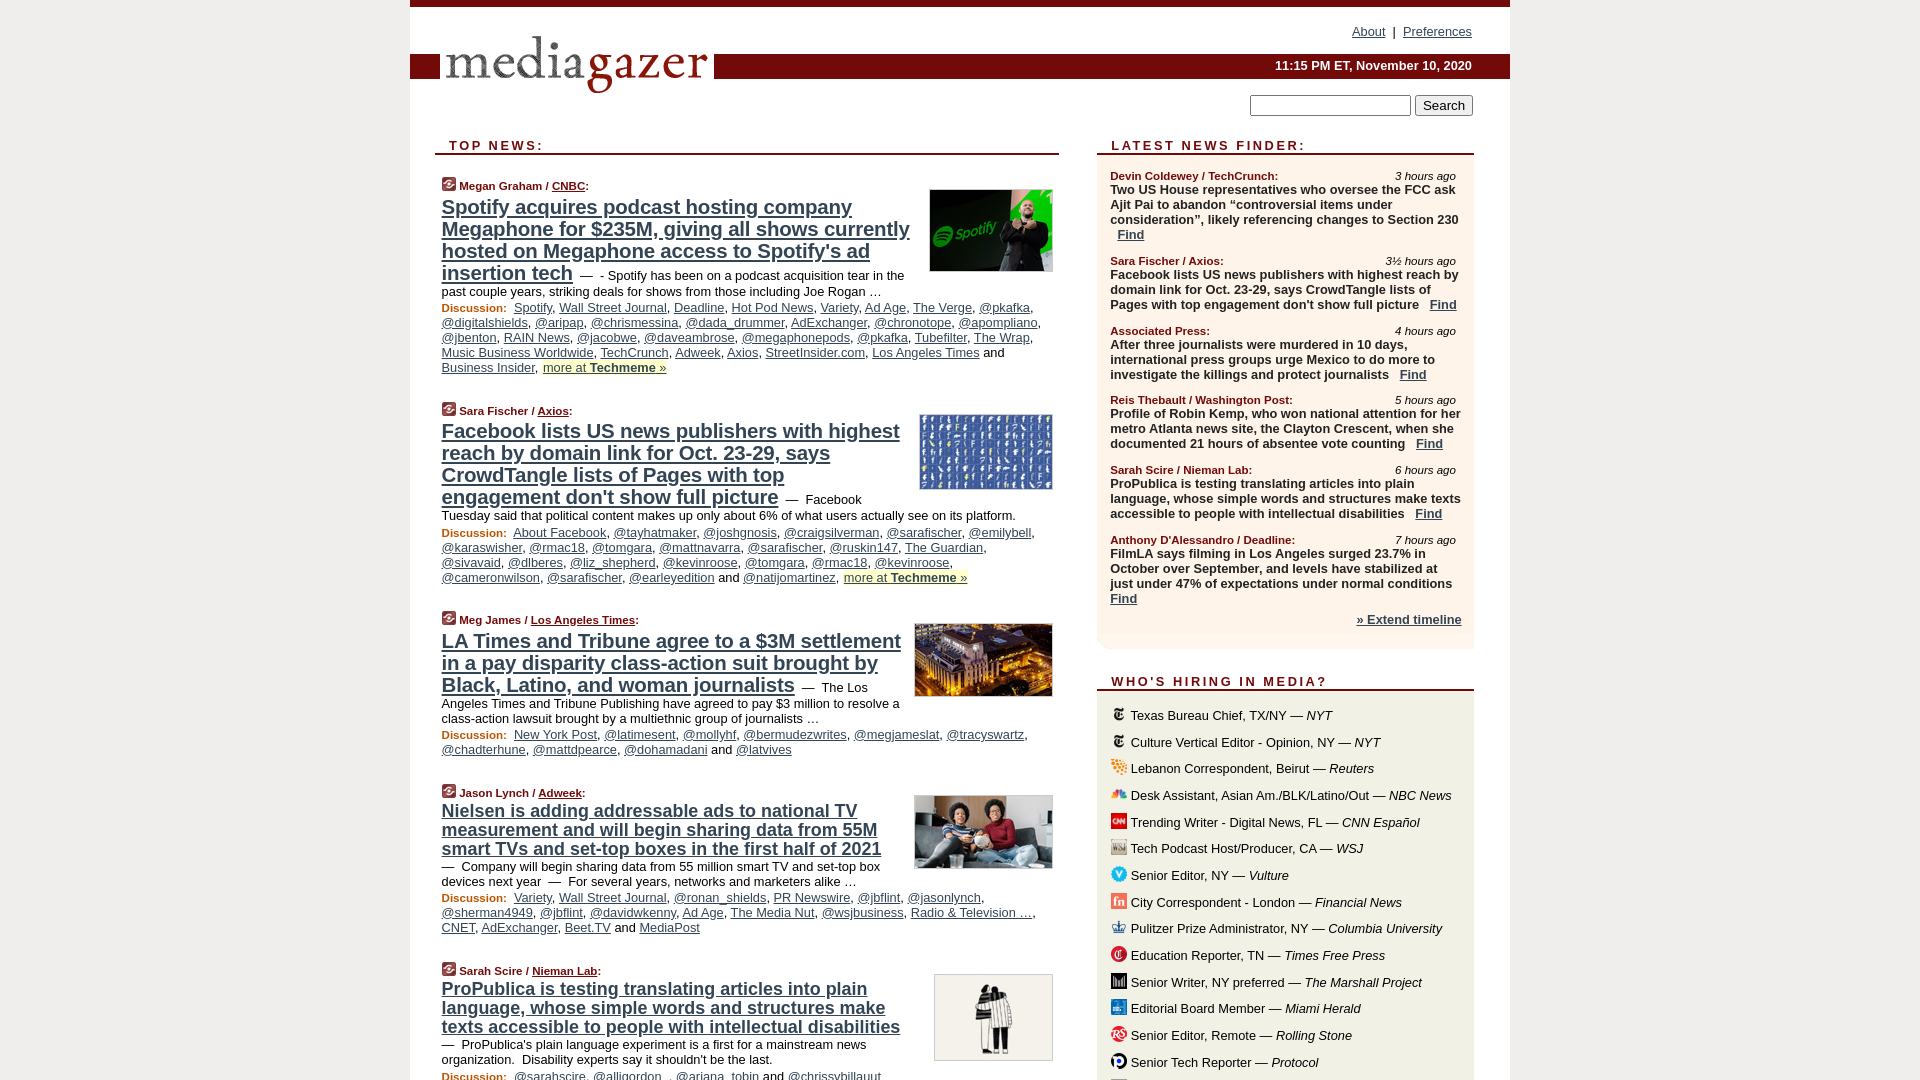 About | Preferences
mediagazer
11:15 PM ET, November 10, 2020
Search
TOP NEWS:
Megan Graham / CNBC:
Spotify acquires podcast hosting company
Megaphone for $235M, giving all shows currently
hosted on Megaphone access to Spotify's ad
insertion tech — - Spotify has been on a podcast acquisition tear in the
past couple years, striking deals for shows from those including Joe Rogan …
Spotify
Discussion: Spotify, Wall Street Journal, Deadline, Hot Pod News, Variety, Ad Age, The Verge, @pkafka,
@digitalshields, @aripap, @chrismessina, @dada_drummer, AdExchanger, @chronotope, @apompliano,
@jbenton, RAIN News, @jacobwe, @daveambrose, @megaphonepods, @pkafka, Tubefilter, The Wrap,
Music Business Worldwide, TechCrunch, Adweek, Axios, StreetInsider.com, Los Angeles Times and
Business Insider, more at Techmeme »
Sara Fischer / Axios:
Facebook lists US news publishers with highest
reach by domain link for Oct. 23-29, says
CrowdTangle lists of Pages with top
engagement don't show full picture — Facebook
Tuesday said that political content makes up only about 6% of what users actually see on its platform.
Discussion: About Facebook, @tayhatmaker, @joshgnosis, @craigsilverman, @sarafischer, @emilybell,
@karaswisher, @rmac18, @tomgara, @mattnavarra, @sarafischer, @ruskin147, The Guardian,
@sivavaid, @dlberes, @liz_shepherd, @kevinroose, @tomgara, @rmac18, @kevinroose,
@cameronwilson, @sarafischer, @earleyedition and @natijomartinez, more at Techmeme »
Meg James / Los Angeles Times:
LA Times and Tribune agree to a $3M settlement
in a pay disparity class-action suit brought by
Black, Latino, and woman journalists — The Los
Angeles Times and Tribune Publishing have agreed to pay $3 million to resolve a
class-action lawsuit brought by a multiethnic group of journalists …
Discussion: New York Post, @latimesent, @mollyhf, @bermudezwrites, @megjameslat, @tracyswartz,
@chadterhune, @mattdpearce, @dohamadani and @latvives
Jason Lynch / Adweek:
Nielsen is adding addressable ads to national TV
measurement and will begin sharing data from 55M
smart TVs and set-top boxes in the first half of 2021
— Company will begin sharing data from 55 million smart TV and set-top box
devices next year — For several years, networks and marketers alike …
Discussion: Variety, Wall Street Journal, @ronan_shields, PR Newswire, @jbflint, @jasonlynch,
@sherman4949, @jbflint, @davidwkenny, Ad Age, The Media Nut, @wsjbusiness, Radio & Television …,
CNET, AdExchanger, Beet.TV and MediaPost
Sarah Scire / Nieman Lab:
ProPublica is testing translating articles into plain
language, whose simple words and structures make
texts accessible to people with intellectual disabilities
— ProPublica's plain language experiment is a first for a mainstream news
organization. Disability experts say it shouldn't be the last.
Discussion: @sarahscire, @alligordon_, @ariana_tobin and @chrissybillauut
LATEST NEWS FINDER:
Devin Coldewey / TechCrunch: 3 hours ago
Two US House representatives who oversee the FCC ask
Ajit Pai to abandon “controversial items under
consideration”, likely referencing changes to Section 230
Find
Sara Fischer / Axios: 3½ hours ago
Facebook lists US news publishers with highest reach by
domain link for Oct. 23-29, says CrowdTangle lists of
Pages with top engagement don't show full picture Find
Associated Press: 4 hours ago
After three journalists were murdered in 10 days,
international press groups urge Mexico to do more to
investigate the killings and protect journalists Find
Reis Thebault / Washington Post: 5 hours ago
Profile of Robin Kemp, who won national attention for her
metro Atlanta news site, the Clayton Crescent, when she
documented 21 hours of absentee vote counting Find
Sarah Scire / Nieman Lab: 6 hours ago
ProPublica is testing translating articles into plain
language, whose simple words and structures make texts
accessible to people with intellectual disabilities Find
Anthony D'Alessandro / Deadline: 7 hours ago
FilmLA says filming in Los Angeles surged 23.7% in
October over September, and levels have stabilized at
just under 47% of expectations under normal conditions
Find
» Extend timeline
WHO'S HIRING IN MEDIA?
Texas Bureau Chief, TX/NY — NYT
Culture Vertical Editor - Opinion, NY — NYT
Lebanon Correspondent, Beirut — Reuters
Desk Assistant, Asian Am./BLK/Latino/Out — NBC News
Trending Writer - Digital News, FL — CNN Español
Tech Podcast Host/Producer, CA — WSJ
Senior Editor, NY — Vulture
City Correspondent - London — Financial News
Pulitzer Prize Administrator, NY — Columbia University
Education Reporter, TN — Times Free Press
Senior Writer, NY preferred — The Marshall Project
Editorial Board Member — Miami Herald
Senior Editor, Remote — Rolling Stone
Senior Tech Reporter — Protocol